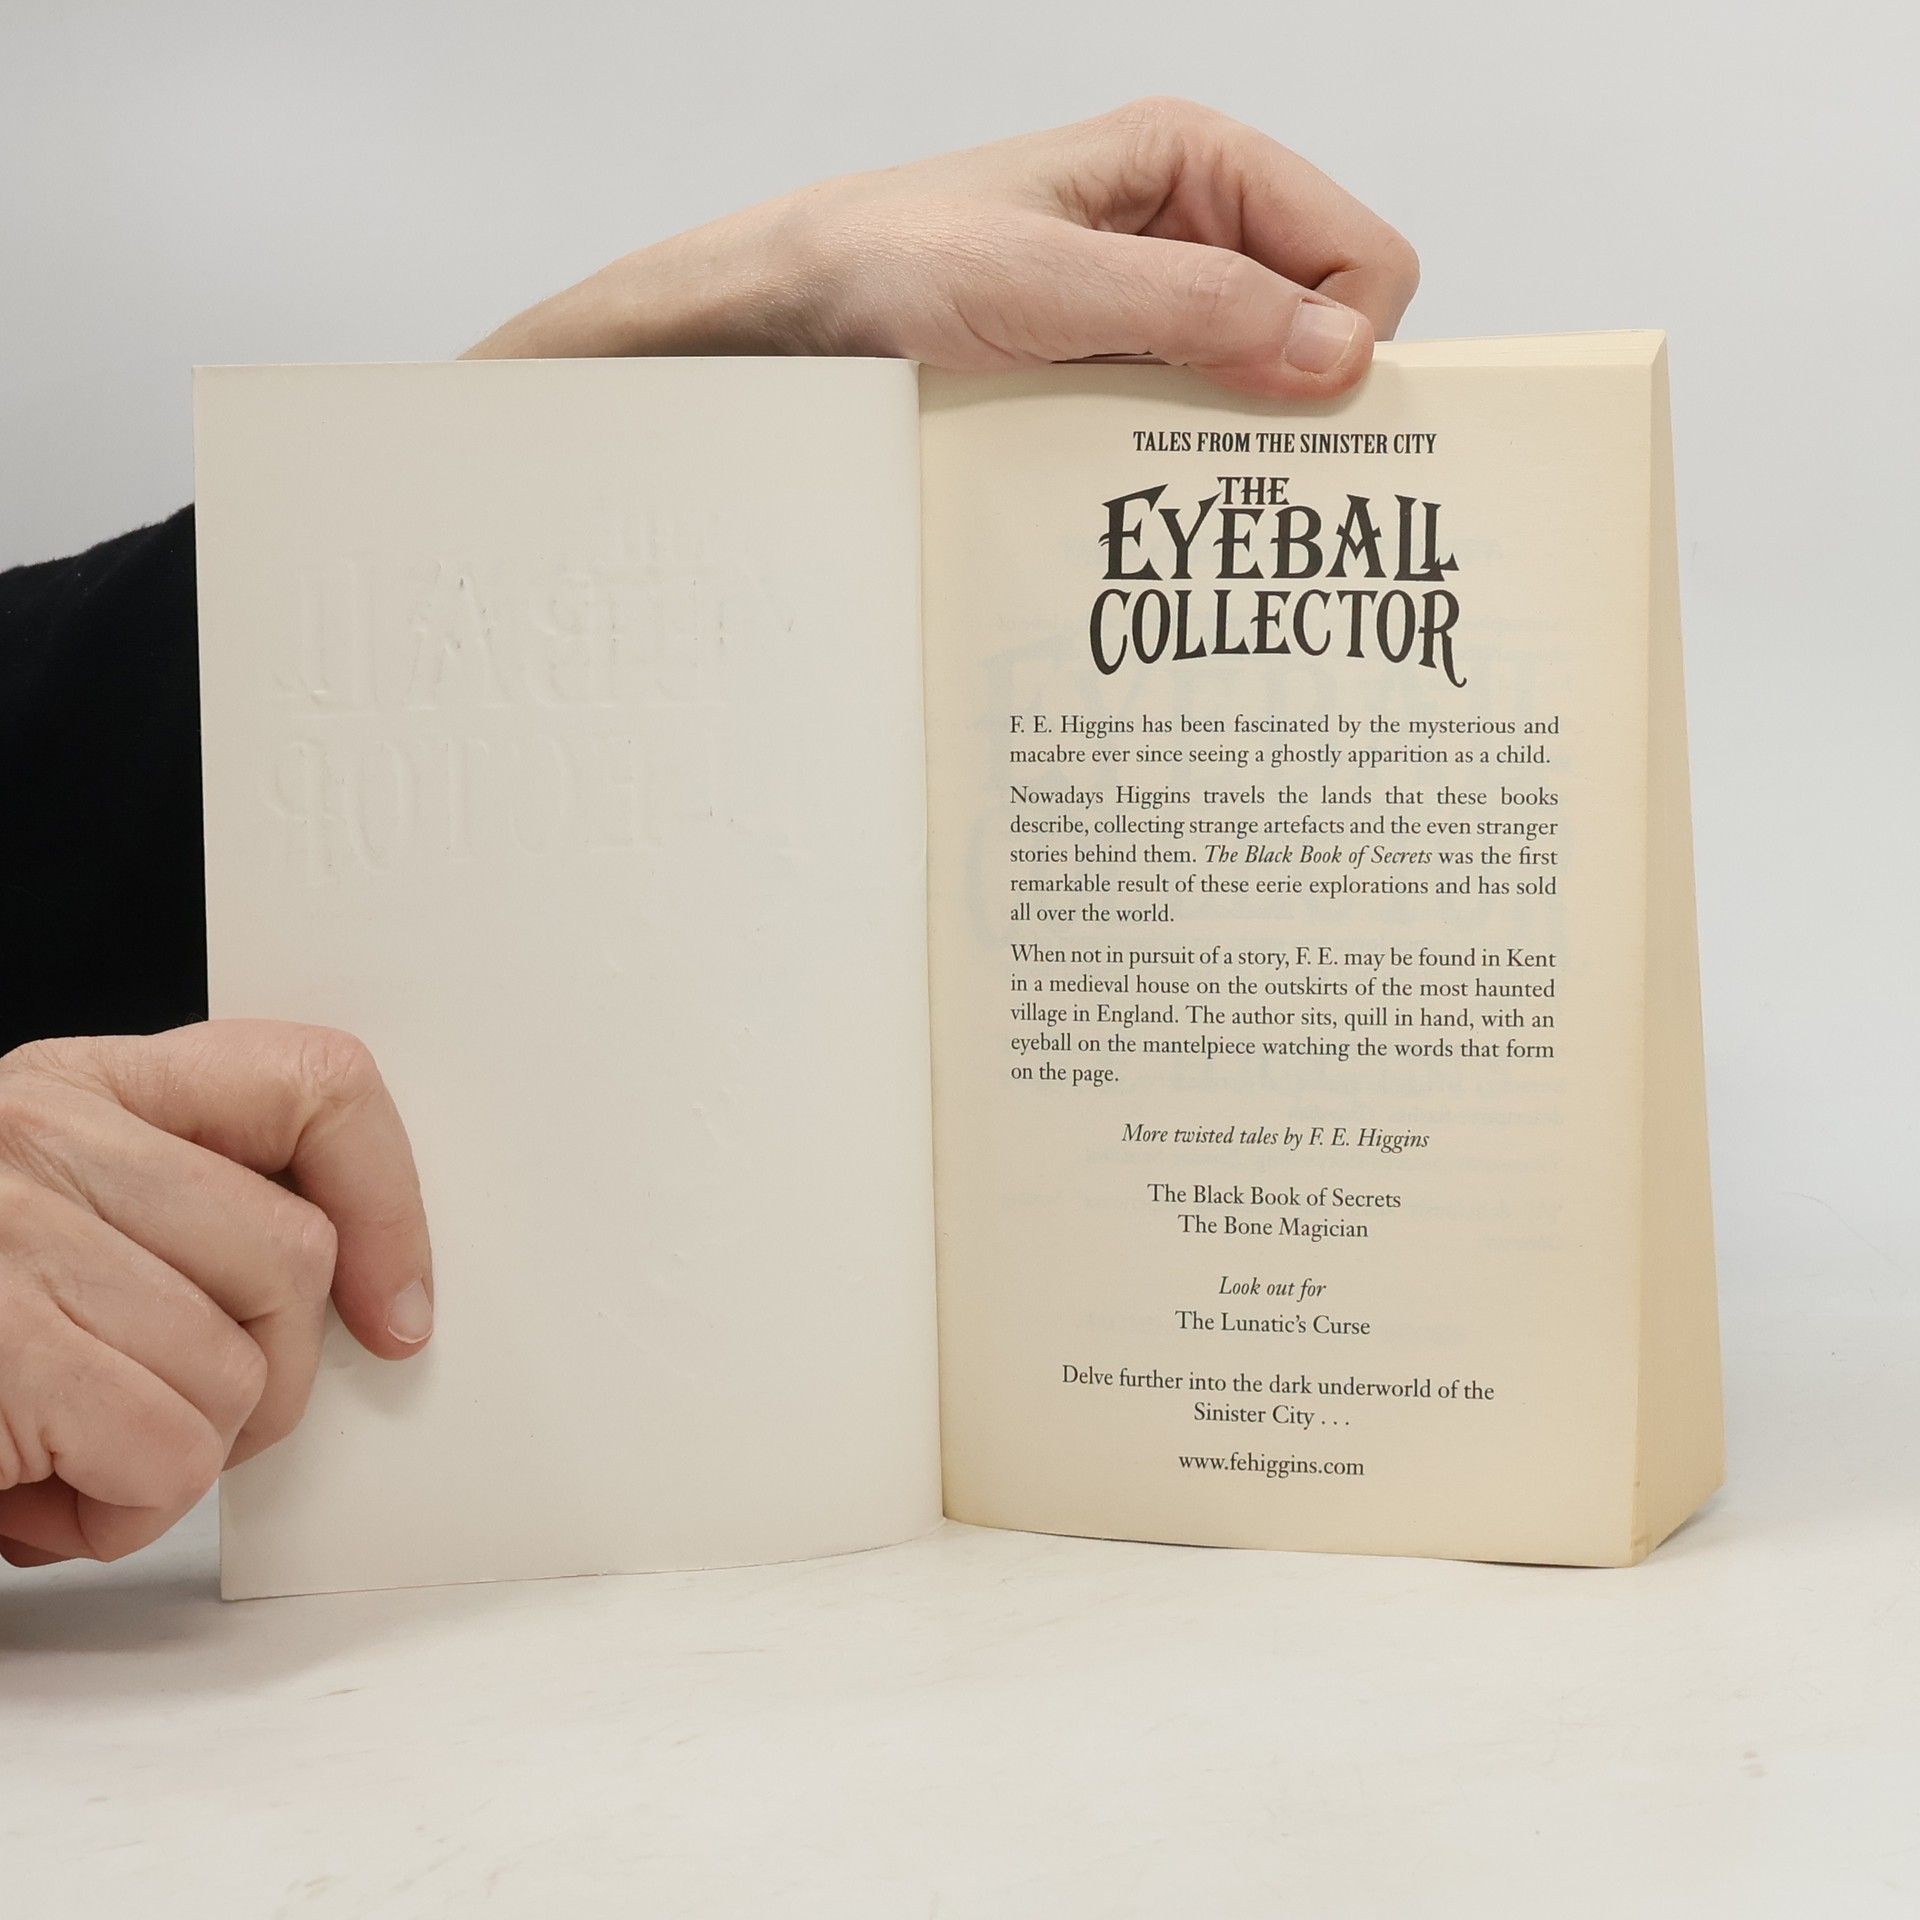 TALES FROM THE SINISTER CITY
THE
EYEBALL
COLLECTOR
F. E. Higgins has been fascinated by the mysterious and
macabre ever since seeing a ghostly apparition as a child.
Nowadays Higgins travels the lands that these books
describe, collecting strange artefacts and the even stranger
stories behind them. The Black Book of Secrets was the first
remarkable result of these eerie explorations and has sold
all over the world.
When not in pursuit of a story, F. E. may be found in Kent
in a medieval house on the outskirts of the most haunted
village in England. The author sits, quill in hand, with an
eyeball on the mantelpiece watching the words that form
on the page.
More twisted tales by F. E. Higgins
The Black Book of Secrets
The Bone Magician
Look out for
The Lunatic's Curse
Delve further into the dark underworld of the
Sinister City . . .
www.fehiggins.com